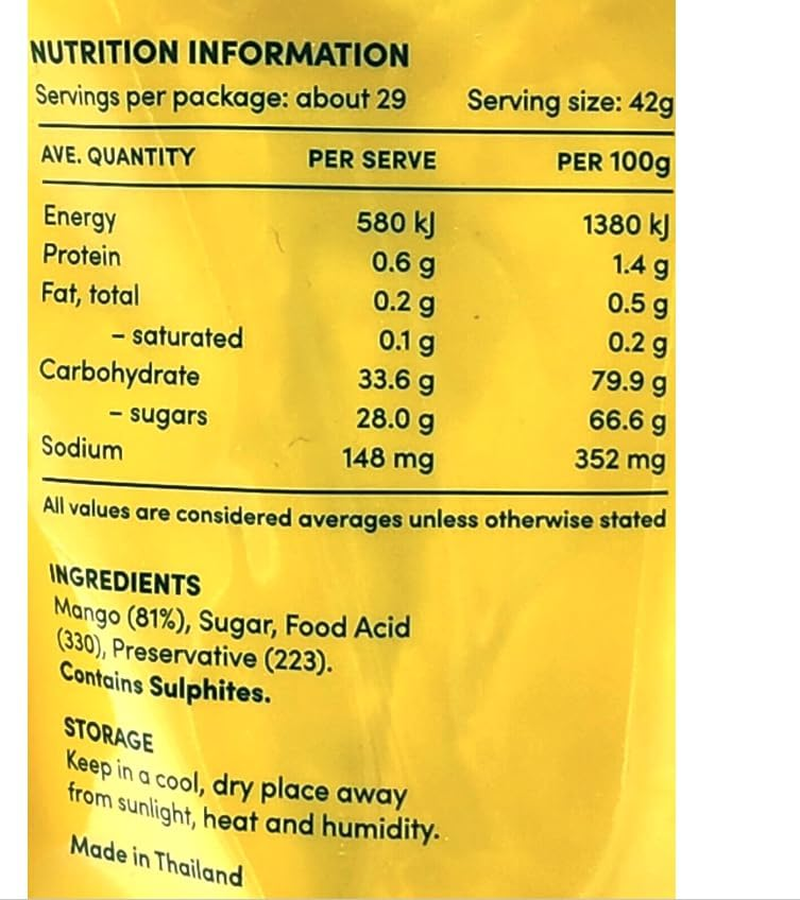 NUTRITION INFORMATION
Servings per package: about 29 Serving size: 42g
AVE. QUANTITY PER SERVE PER 100g
Energy 580 kJ 1380 kJ
Protein 0.6 g 1.4 g
Fat, total 0.2 g 0.5 g
– saturated 0.1 g 0.2 g
Carbohydrate 33.6 g 79.9 g
– sugars 28.0 g 66.6 g
Sodium 148 mg 352 mg
All values are considered averages unless otherwise stated
INGREDIENTS
Mango (81%), Sugar, Food Acid
(330), Preservative (223).
Contains Sulphites.
STORAGE
Keep in a cool, dry place away
from sunlight, heat and humidity.
Made in Thailand